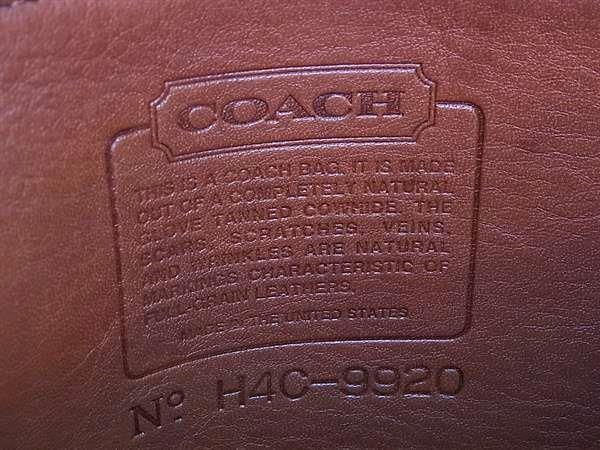 COACH
THIS IS A COACH BAG. IT IS MADE
OUT OF A COMPLETELY NATURAL
GLOVE TANNED COWHIDE. THE
SCARS, SCRATCHES, VEINS,
AND WRINKLES ARE NATURAL
MARKINGS CHARACTERISTIC OF
FULL-GRAIN LEATHERS.
MADE IN THE UNITED STATES
Nº H4C-9920